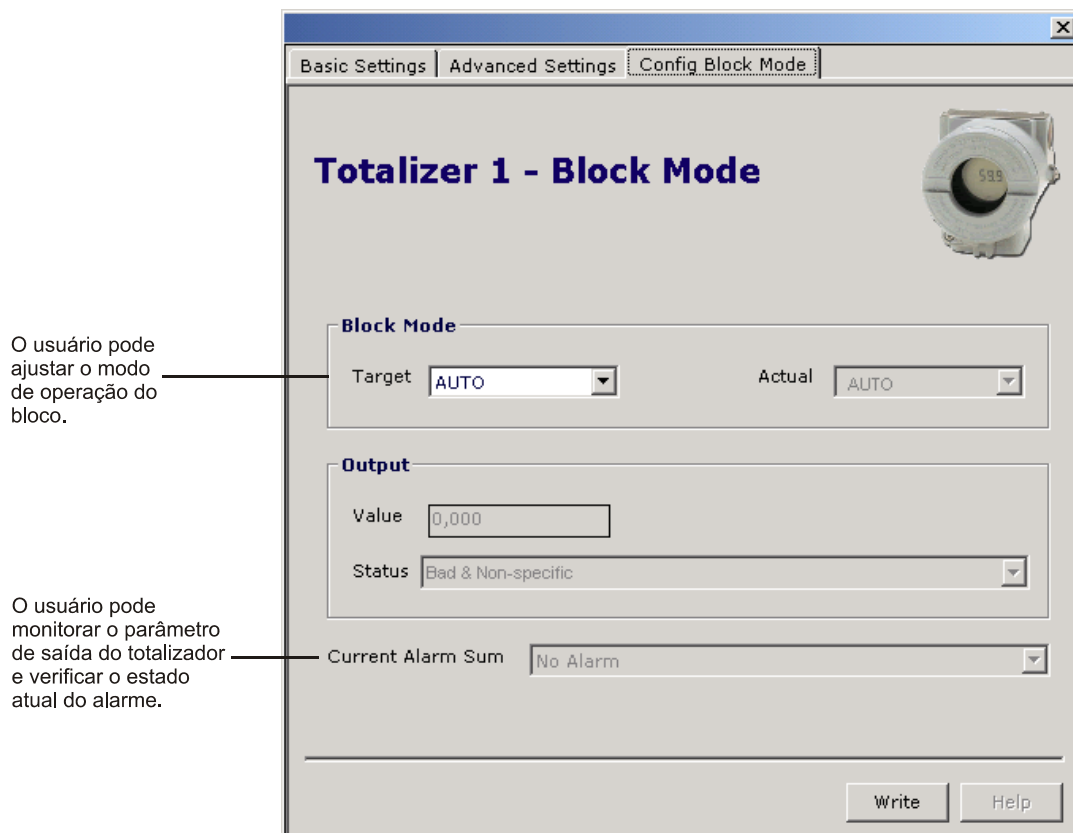 Basic Settings
Advanced Settings
Config Block Mode
Totalizer 1 - Block Mode
59.9
O usuário pode
ajustar o modo
de operação do
bloco.
Block Mode
Target
AUTO
Actual
AUTO
Output
Value
0,000
Status
Bad & Non-specific
O usuário pode
monitorar o parâmetro
de saída do totalizador
e verificar o estado
atual do alarme.
Current Alarm Sum
No Alarm
Write
Help